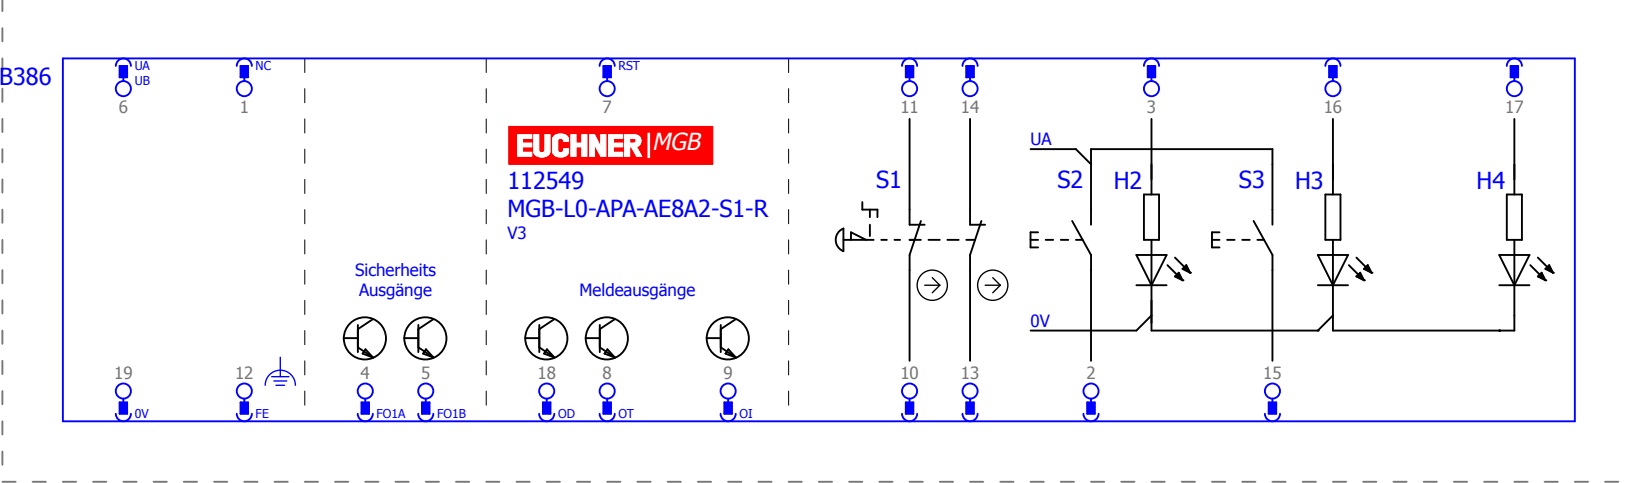 B386
UA
UB
NC
RST
6
1
7
11
14
3
16
17
EUCHNER|MGB
112549
MGB-L0-APA-AE8A2-S1-R
V3
UA
S1
S2
H2
S3
H3
H4
Sicherheits
Ausgänge
Meldeausgänge
0V
19
12
4
5
18
8
9
10
13
2
15
0V
FE
FO1A
FO1B
OD
OT
OI